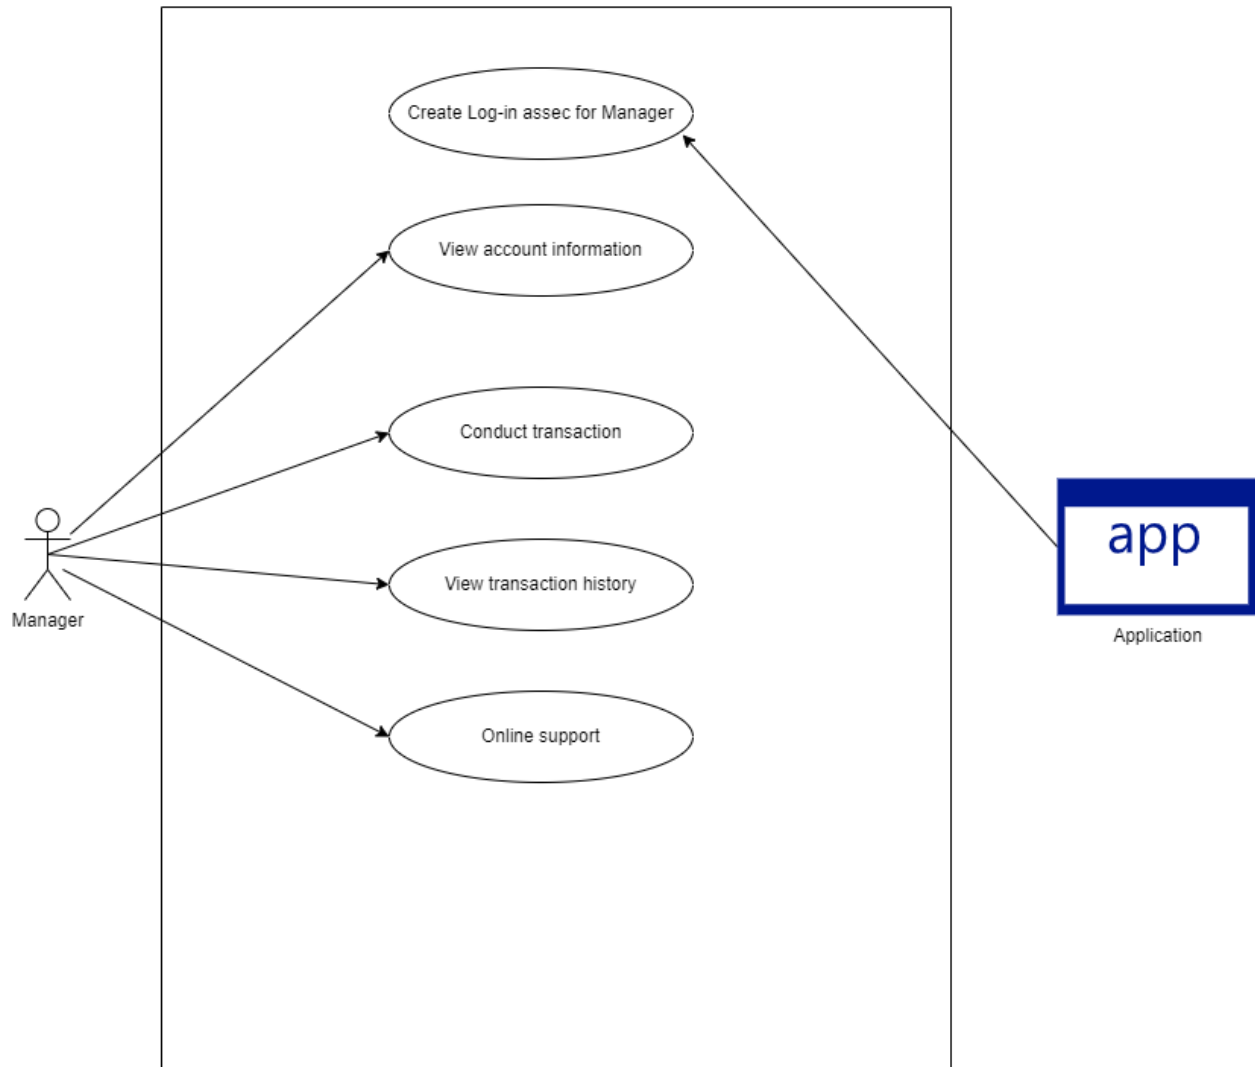 Create Log-in assec for Manager
View account information
Conduct transaction
View transaction history
Online support
Manager
app
Application